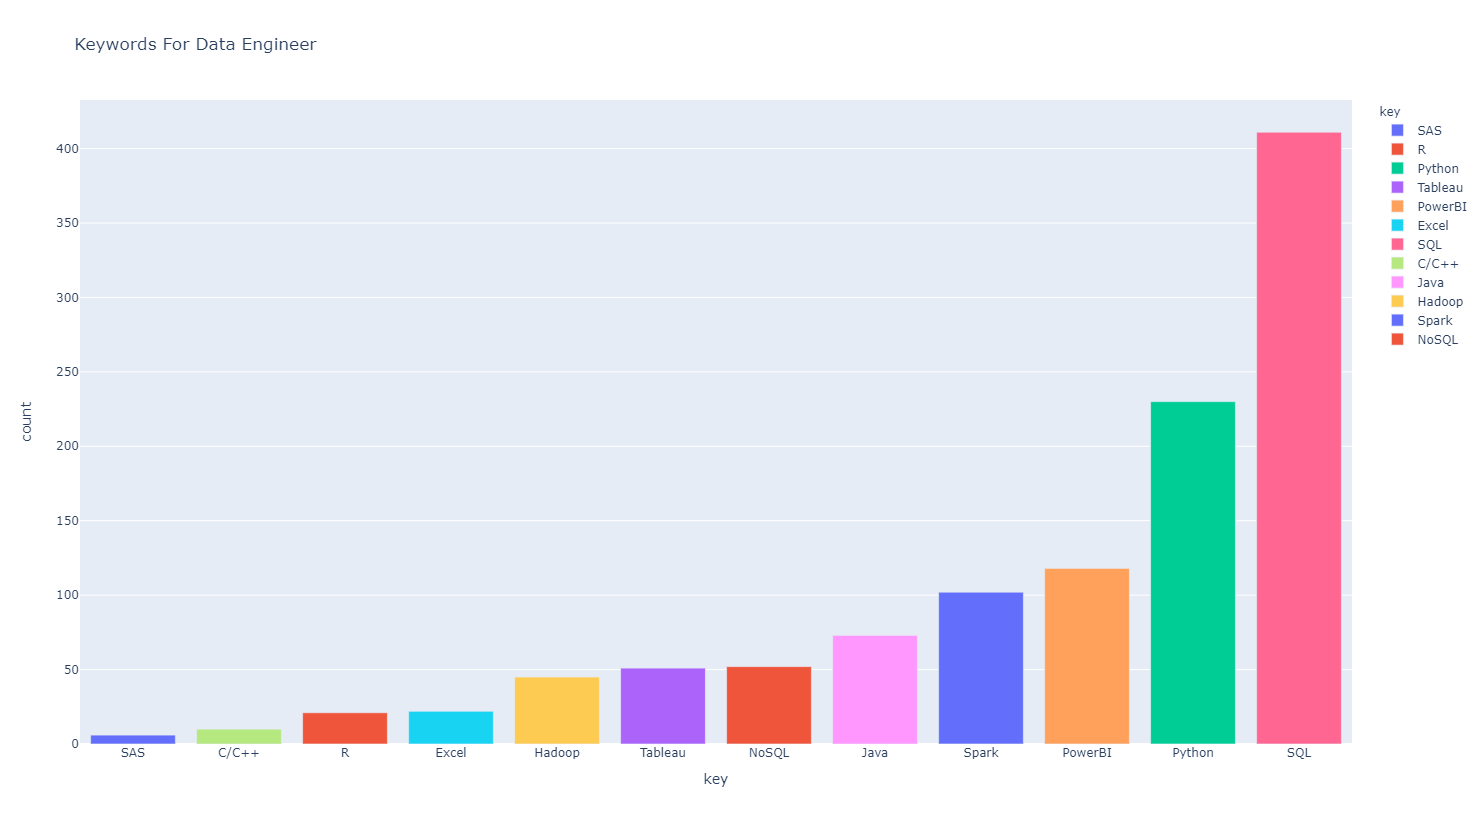 Keywords For Data Engineer
400
350
300
250
200
150
100
50
0
count
SAS C/C++ R Excel Hadoop Tableau NoSQL Java Spark PowerBI Python SQL
key
key
SAS
R
Python
Tableau
PowerBI
Excel
SQL
C/C++
Java
Hadoop
Spark
NoSQL